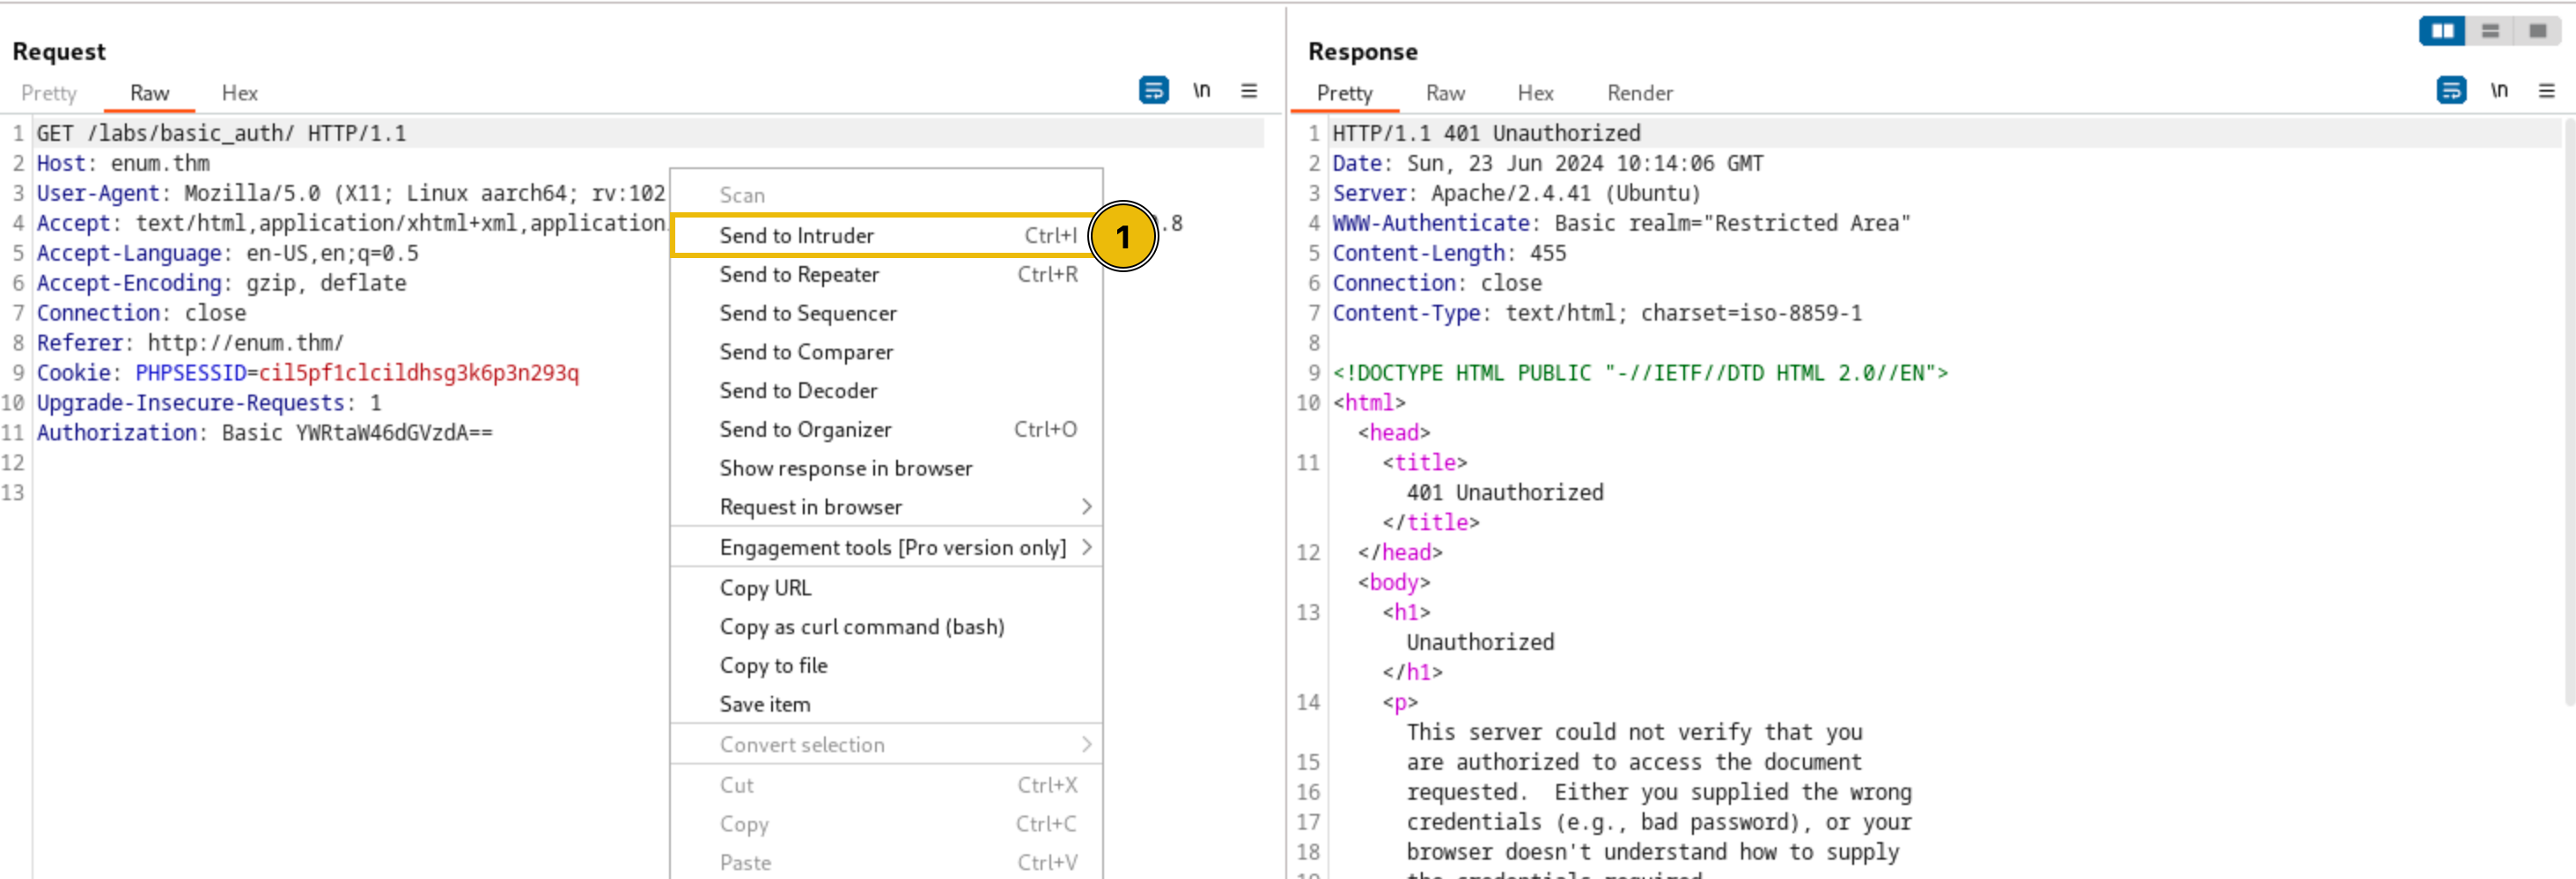 Request
Pretty Raw Hex \n
1 GET /labs/basic_auth/ HTTP/1.1
2 Host: enum.thm
3 User-Agent: Mozilla/5.0 (X11; Linux aarch64; rv:102
4 Accept: text/html,application/xhtml+xml,application .8
5 Accept-Language: en-US,en;q=0.5
6 Accept-Encoding: gzip, deflate
7 Connection: close
8 Referer: http://enum.thm/
9 Cookie: PHPSESSID=cil5pf1clcildhsg3k6p3n293q
10 Upgrade-Insecure-Requests: 1
11 Authorization: Basic YWRtaW46dGVzdA==
12
13
Scan
Send to Intruder Ctrl+I
1
Send to Repeater Ctrl+R
Send to Sequencer
Send to Comparer
Send to Decoder
Send to Organizer Ctrl+O
Show response in browser
Request in browser
Engagement tools [Pro version only]
Copy URL
Copy as curl command (bash)
Copy to file
Save item
Convert selection
Cut Ctrl+X
Copy Ctrl+C
Paste Ctrl+V
Response
Pretty Raw Hex Render \n
1 HTTP/1.1 401 Unauthorized
2 Date: Sun, 23 Jun 2024 10:14:06 GMT
3 Server: Apache/2.4.41 (Ubuntu)
4 WWW-Authenticate: Basic realm="Restricted Area"
5 Content-Length: 455
6 Connection: close
7 Content-Type: text/html; charset=iso-8859-1
8
9 <!DOCTYPE HTML PUBLIC "-//IETF//DTD HTML 2.0//EN">
10 <html>
<head>
11 <title>
401 Unauthorized
</title>
12 </head>
<body>
13 <h1>
Unauthorized
</h1>
14 <p>
This server could not verify that you
15 are authorized to access the document
16 requested.  Either you supplied the wrong
17 credentials (e.g., bad password), or your
18 browser doesn't understand how to supply